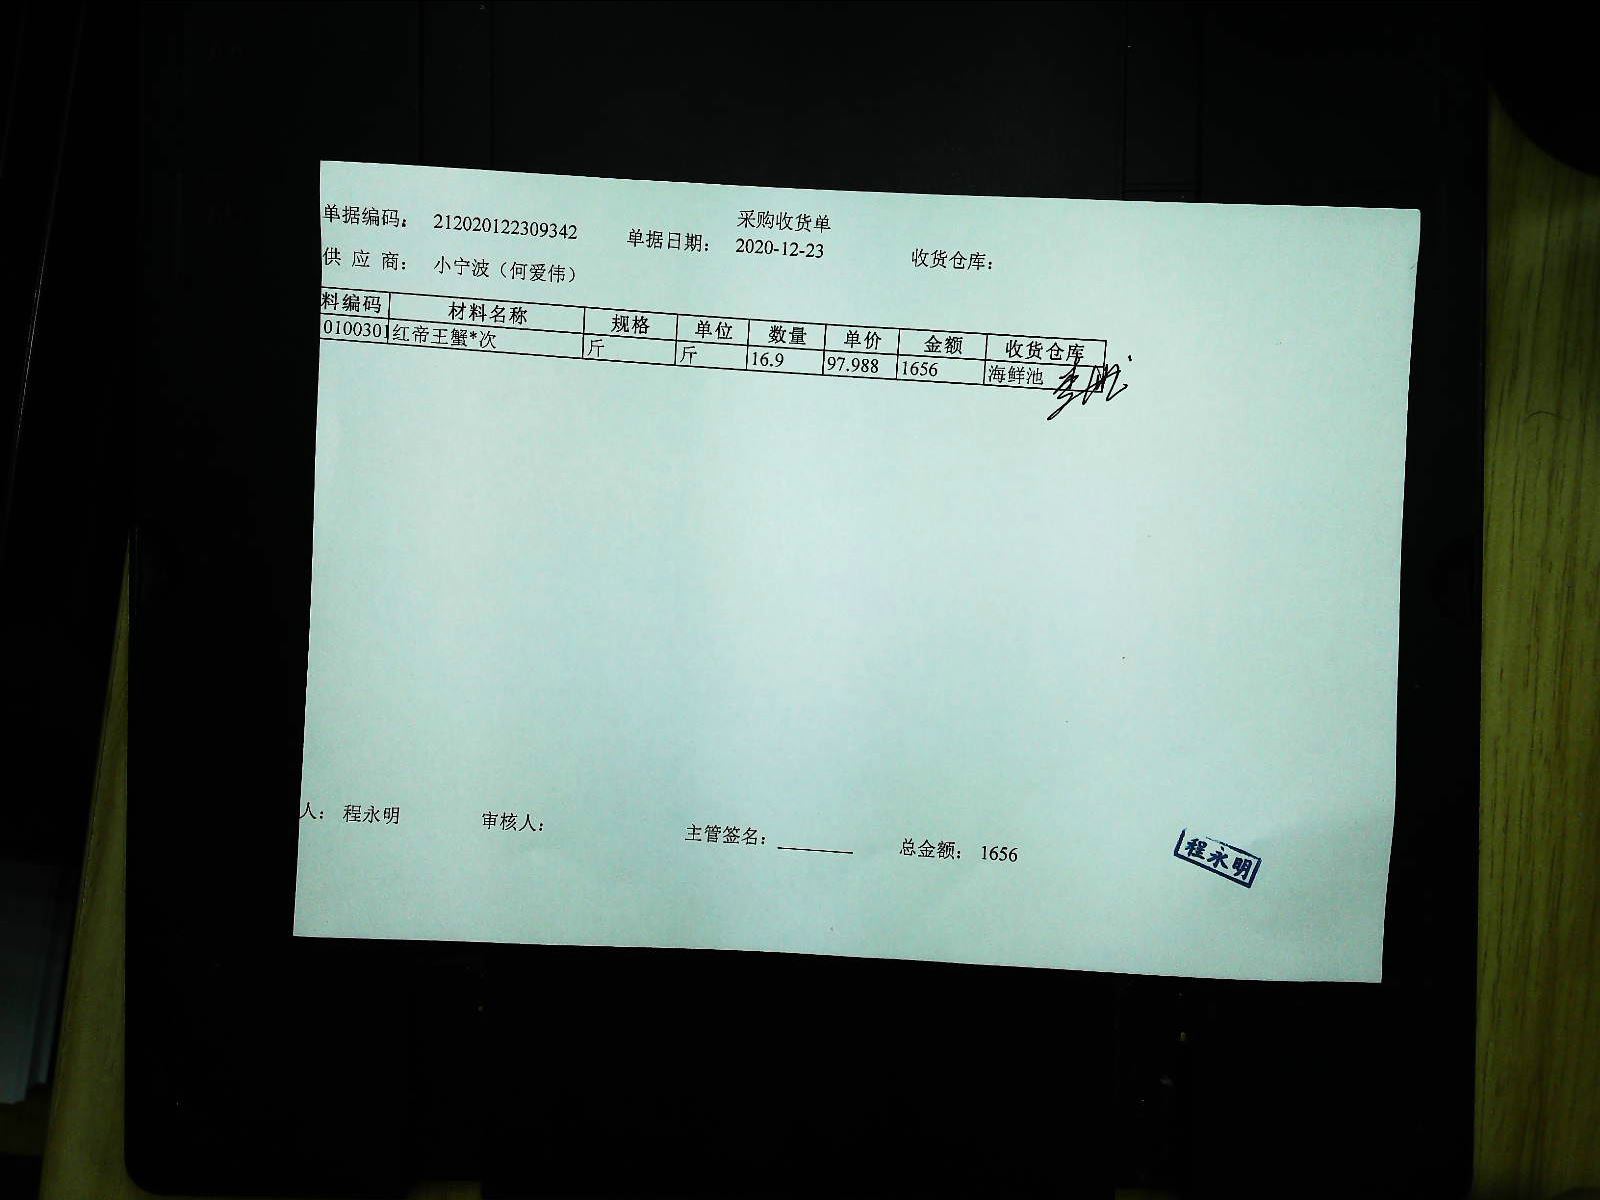 采购收货单
单据编码： 212020122309342 单据日期： 2020-12-23 收货仓库：
供 应 商： 小宁波（何爱伟）
料编码 材料名称 规格 单位 数量 单价 金额 收货仓库
0100301 红帝王蟹*次 斤 斤 16.9 97.988 1656 海鲜池
人： 程永明 审核人： 主管签名： 总金额： 1656
程永明